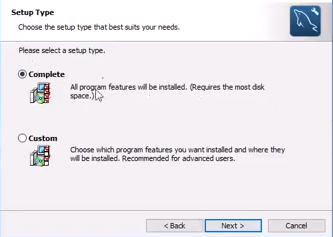 Setup Type
Choose the setup type that best suits your needs.
Please select a setup type.
Complete
All program features will be installed. (Requires the most disk
space.)
Custom
Choose which program features you want installed and where they
will be installed. Recommended for advanced users.
< Back
Next >
Cancel